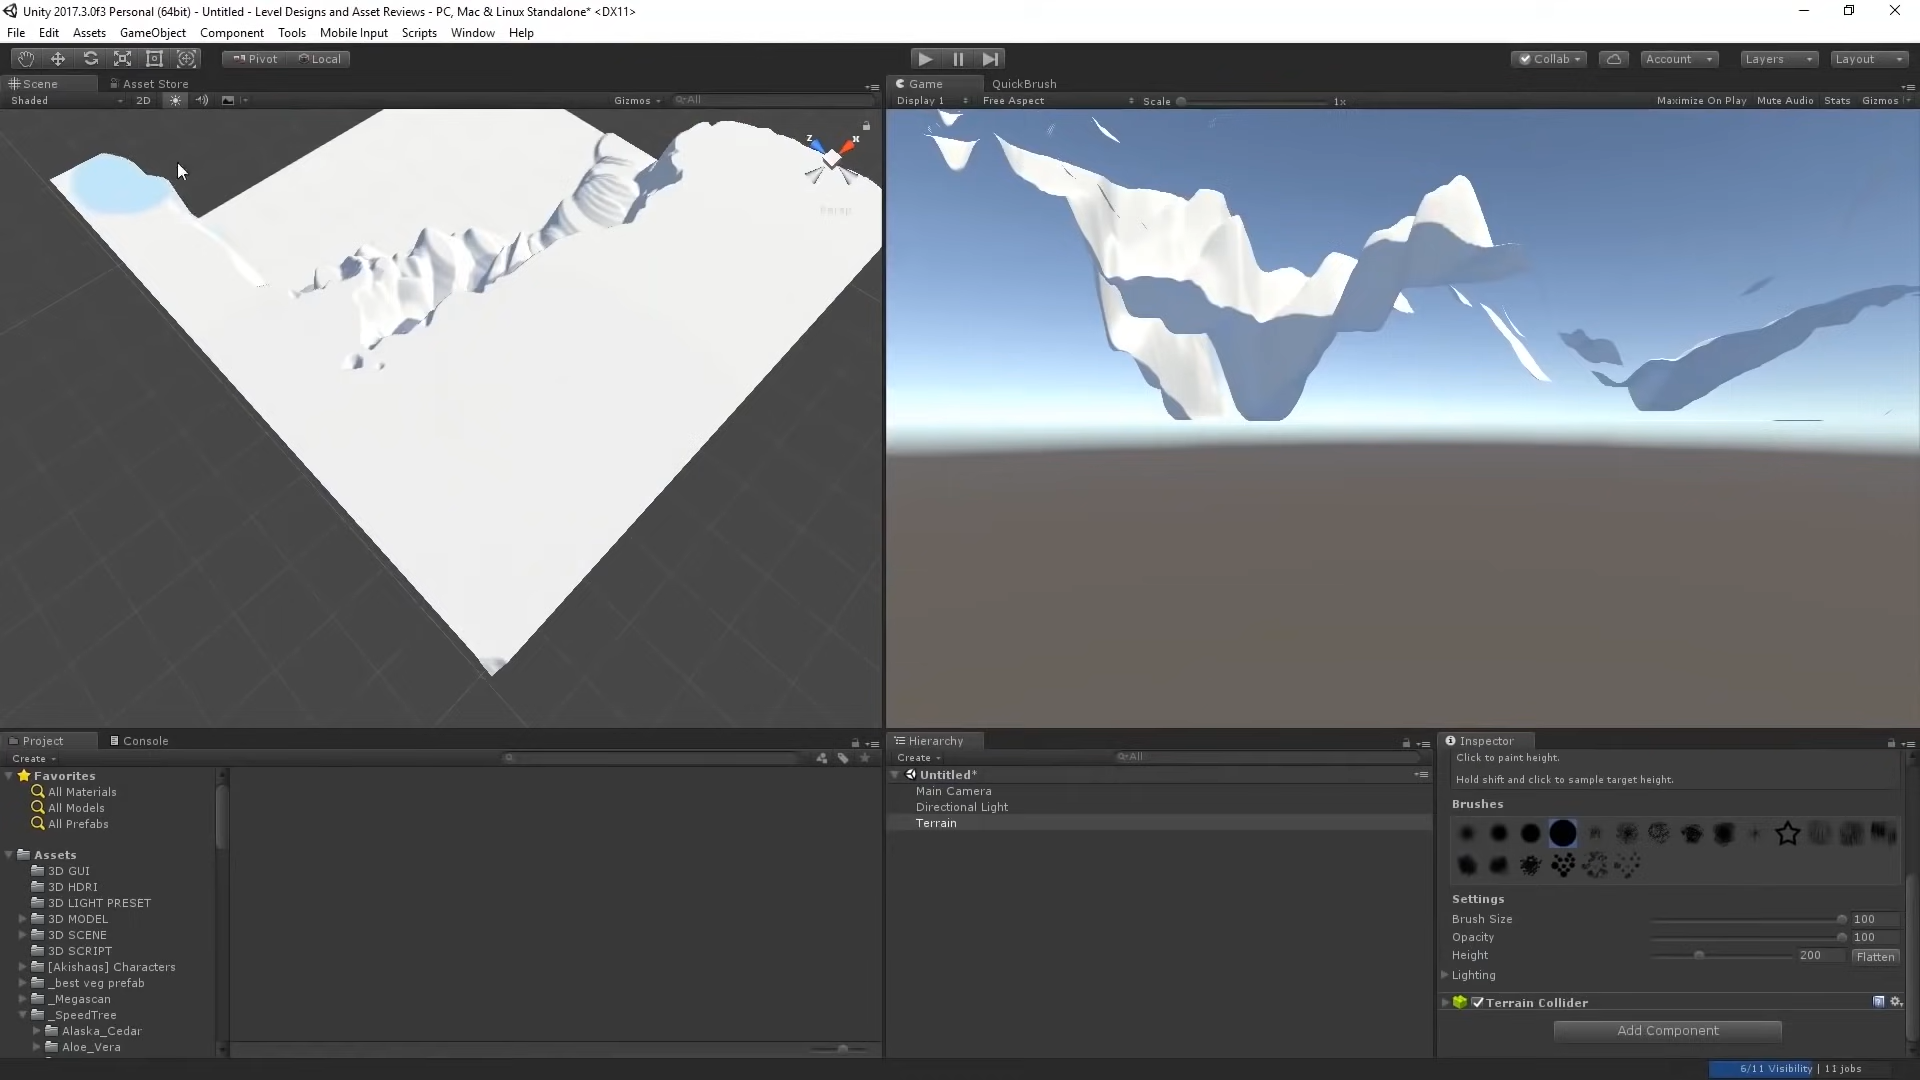 Unity 2017.3.0f3 Personal (64bit) - Untitled - Level Designs and Asset Reviews - PC, Mac & Linux Standalone* <DX11>
File Edit Assets GameObject Component Tools Mobile Input Scripts Window Help
Pivot Local Collab Account Layers Layout
Scene Asset Store
Shaded 2D Gizmos All
z x
Persp
Game QuickBrush
Display 1 Free Aspect Scale 1x Maximize On Play Mute Audio Stats Gizmos
Project Console
Create
Favorites
All Materials
All Models
All Prefabs
Assets
3D GUI
3D HDRI
3D LIGHT PRESET
3D MODEL
3D SCENE
3D SCRIPT
[Akishaqs] Characters
_best veg prefab
_Megascan
_SpeedTree
Alaska_Cedar
Aloe_Vera
Hierarchy
Create All
Untitled*
Main Camera
Directional Light
Terrain
Inspector
Click to paint height.
Hold shift and click to sample target height.
Brushes
Settings
Brush Size 100
Opacity 100
Height 200 Flatten
Lighting
Terrain Collider
Add Component
6/11 Visibility | 11 jobs